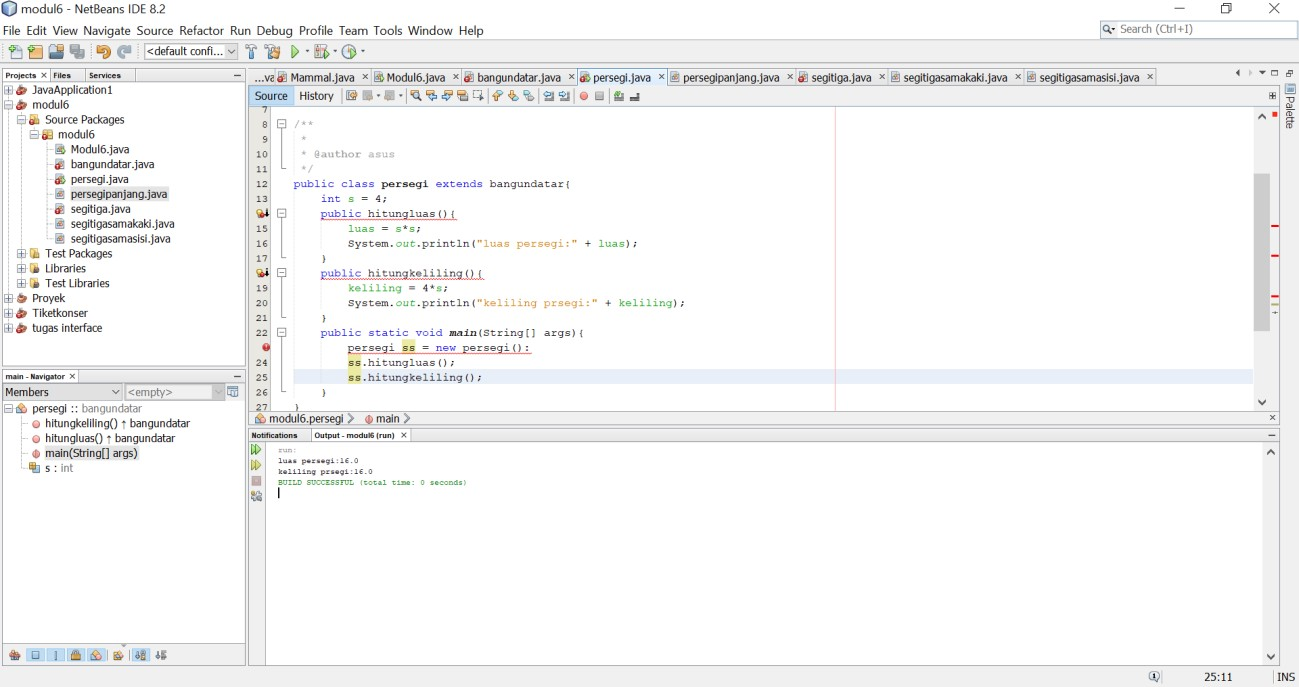 modul6 - NetBeans IDE 8.2
File Edit View Navigate Source Refactor Run Debug Profile Team Tools Window Help
Search (Ctrl+I)
<default confi...
Projects Files Services
JavaApplication1
modul6
Source Packages
modul6
Modul6.java
bangundatar.java
persegi.java
persegipanjang.java
segitiga.java
segitigasamakaki.java
segitigasamasisi.java
Test Packages
Libraries
Test Libraries
Proyek
Tiketkonser
tugas interface
main - Navigator
Members <empty>
persegi :: bangundatar
hitungkeliling() ↑ bangundatar
hitungluas() ↑ bangundatar
main(String[] args)
s : int
...va Mammal.java Modul6.java bangundatar.java persegi.java persegipanjang.java segitiga.java segitigasamakaki.java segitigasamasisi.java
Source History
Palette
7
8 /**
9 *
10 * @author asus
11 */
12 public class persegi extends bangundatar{
13 int s = 4;
public hitungluas(){
15 luas = s*s;
16 System.out.println("luas persegi:" + luas);
17 }
public hitungkeliling(){
19 keliling = 4*s;
20 System.out.println("keliling prsegi:" + keliling);
21 }
22 public static void main(String[] args){
persegi ss = new persegi():
24 ss.hitungluas();
25 ss.hitungkeliling();
26 }
27 }
modul6.persegi main
Notifications Output - modul6 (run)
run:
luas persegi:16.0
keliling prsegi:16.0
BUILD SUCCESSFUL (total time: 0 seconds)
25:11 INS